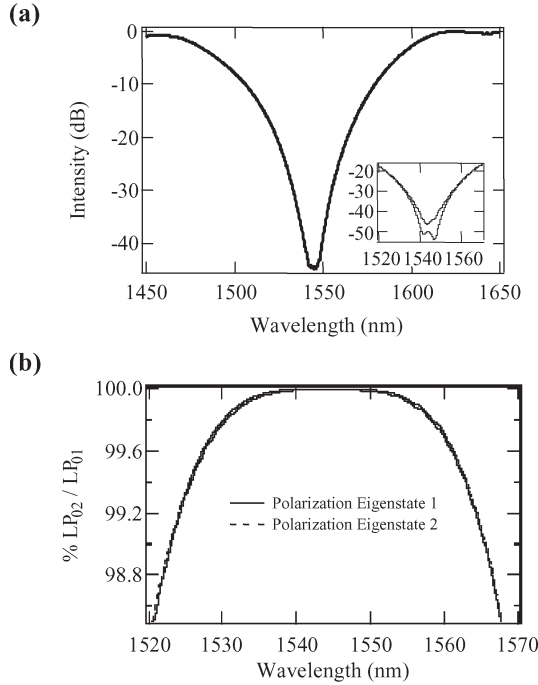 (a)
0
-10
-20
-30
-40
Intensity (dB)
-20
-30
-40
-50
1520 1540 1560
1450 1500 1550 1600 1650
Wavelength (nm)
(b)
100.0
99.6
99.2
98.8
% LP02 / LP01
Polarization Eigenstate 1
Polarization Eigenstate 2
1520 1530 1540 1550 1560 1570
Wavelength (nm)